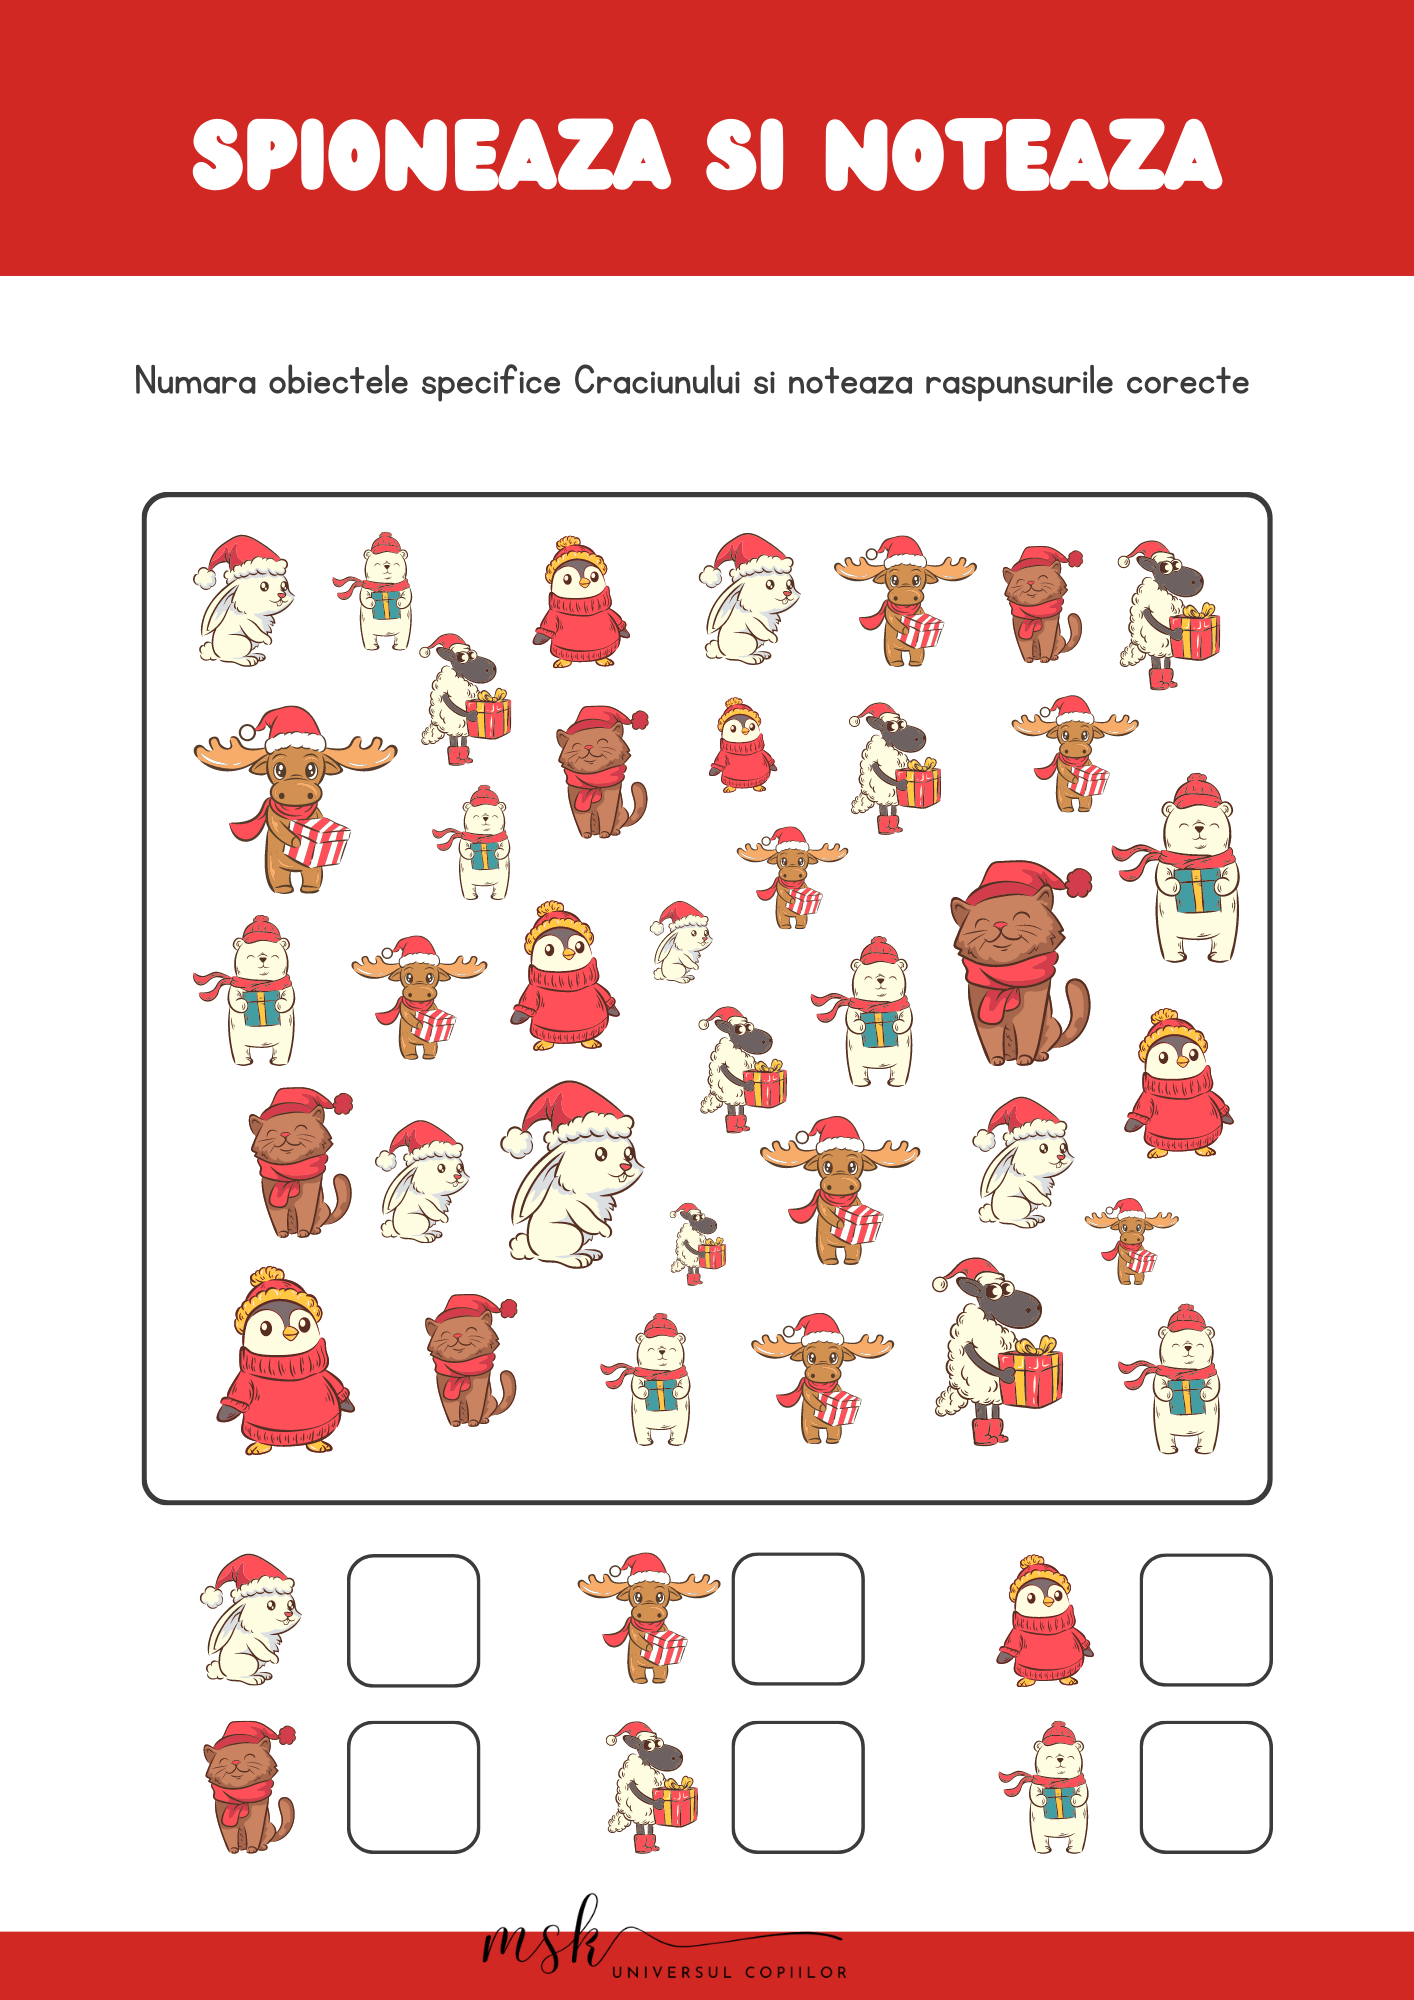 SPIONEAZA SI NOTEAZA
Numara obiectele specifice Craciunului si noteaza raspunsurile corecte
msk
UNIVERSUL COPIILOR